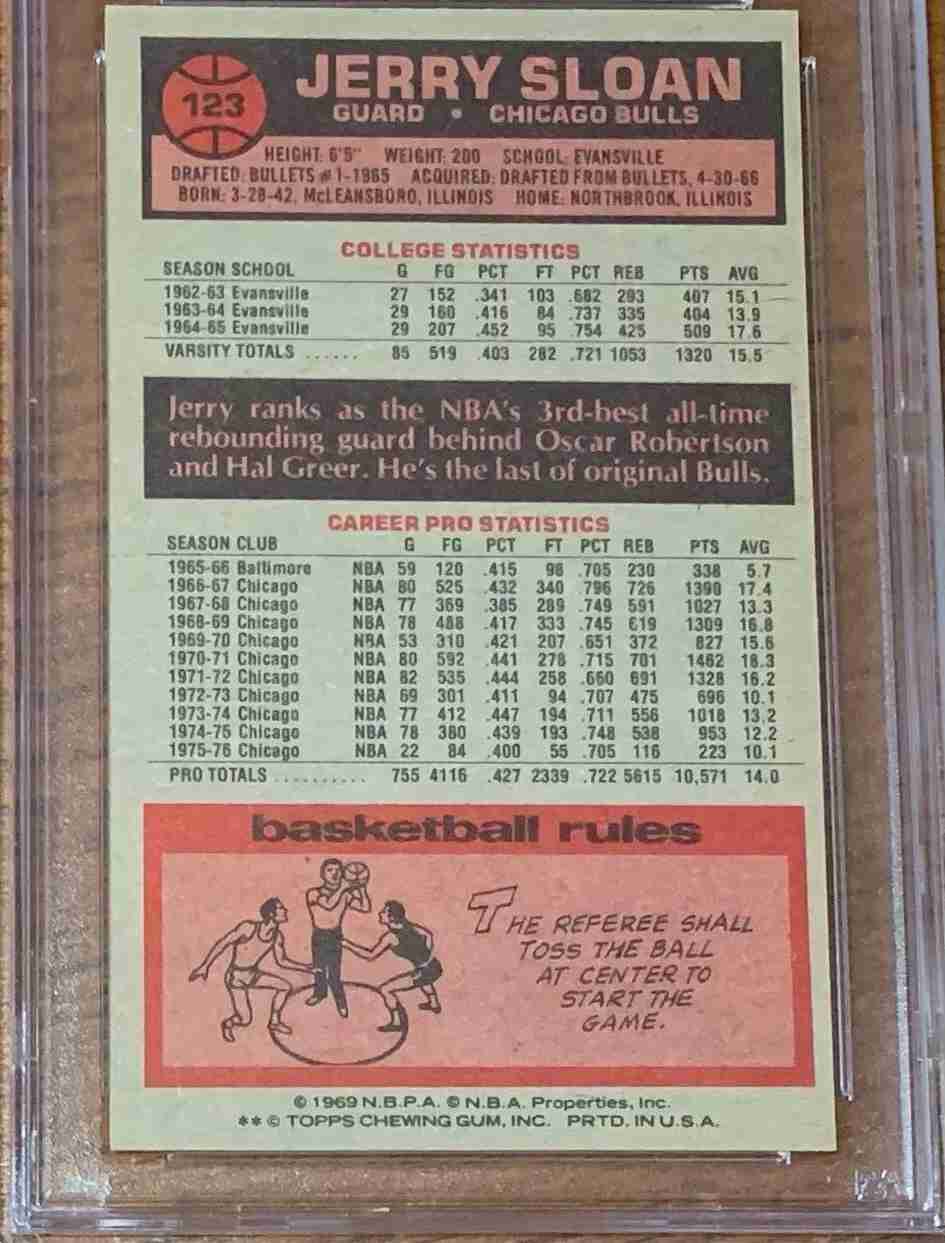 123
JERRY SLOAN
GUARD • CHICAGO BULLS
HEIGHT: 6'5" WEIGHT: 200 SCHOOL: EVANSVILLE
DRAFTED: BULLETS #1-1965 ACQUIRED: DRAFTED FROM BULLETS, 4-30-66
BORN: 3-28-42, McLEANSBORO, ILLINOIS HOME: NORTHBROOK, ILLINOIS
COLLEGE STATISTICS
SEASON SCHOOL G FG PCT FT PCT REB PTS AVG
1962-63 Evansville 27 152 .341 103 .682 293 407 15.1
1963-64 Evansville 29 160 .416 84 .737 335 404 13.9
1964-65 Evansville 29 207 .452 95 .754 425 509 17.6
VARSITY TOTALS ...... 85 519 .403 282 .721 1053 1320 15.5
Jerry ranks as the NBA's 3rd-best all-time
rebounding guard behind Oscar Robertson
and Hal Greer. He's the last of original Bulls.
CAREER PRO STATISTICS
SEASON CLUB G FG PCT FT PCT REB PTS AVG
1965-66 Baltimore NBA 59 120 .415 98 .705 230 338 5.7
1966-67 Chicago NBA 80 525 .432 340 .796 726 1390 17.4
1967-68 Chicago NBA 77 369 .385 289 .749 591 1027 13.3
1968-69 Chicago NBA 78 488 .417 333 .745 619 1309 16.8
1969-70 Chicago NBA 53 310 .421 207 .651 372 827 15.6
1970-71 Chicago NBA 80 592 .441 278 .715 701 1462 18.3
1971-72 Chicago NBA 82 535 .444 258 .660 691 1328 16.2
1972-73 Chicago NBA 69 301 .411 94 .707 475 696 10.1
1973-74 Chicago NBA 77 412 .447 194 .711 556 1018 13.2
1974-75 Chicago NBA 78 380 .439 193 .748 538 953 12.2
1975-76 Chicago NBA 22 84 .400 55 .705 116 223 10.1
PRO TOTALS .......... 755 4116 .427 2339 .722 5615 10,571 14.0
basketball rules
THE REFEREE SHALL
TOSS THE BALL
AT CENTER TO
START THE
GAME.
© 1969 N.B.P.A. © N.B.A. Properties, Inc.
** © TOPPS CHEWING GUM, INC. PRTD. IN U.S.A.